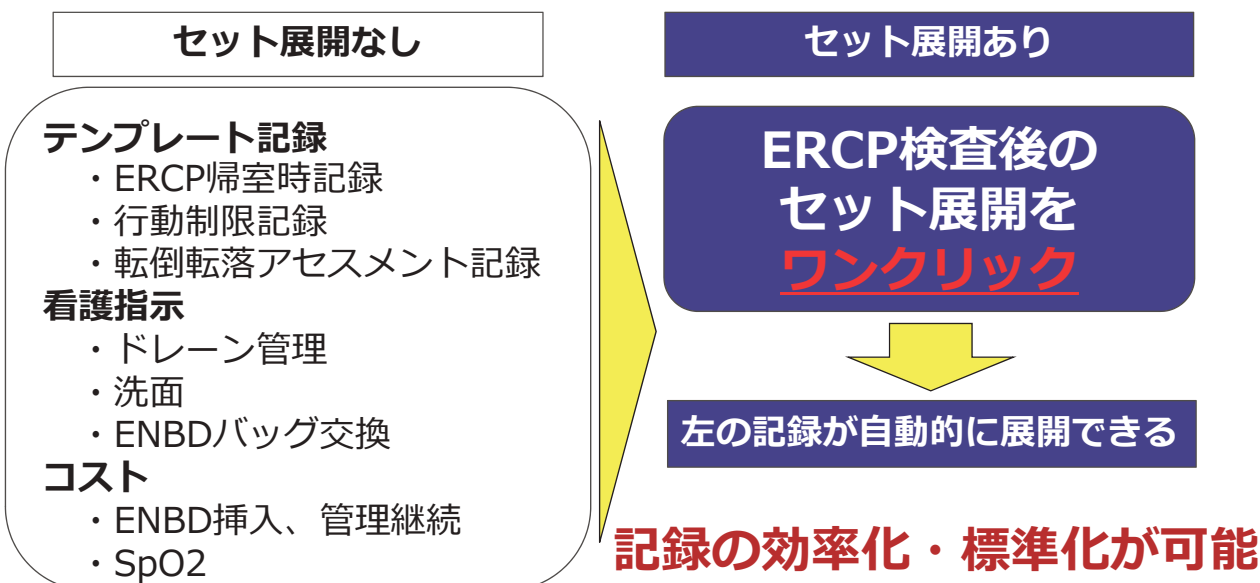 セット展開なし
テンプレート記録
・ERCP帰室時記録
・行動制限記録
・転倒転落アセスメント記録
看護指示
・ドレーン管理
・洗面
・ENBDバッグ交換
コスト
・ENBD挿入、管理継続
・SpO2
セット展開あり
ERCP検査後の
セット展開を
ワンクリック
左の記録が自動的に展開できる
記録の効率化・標準化が可能